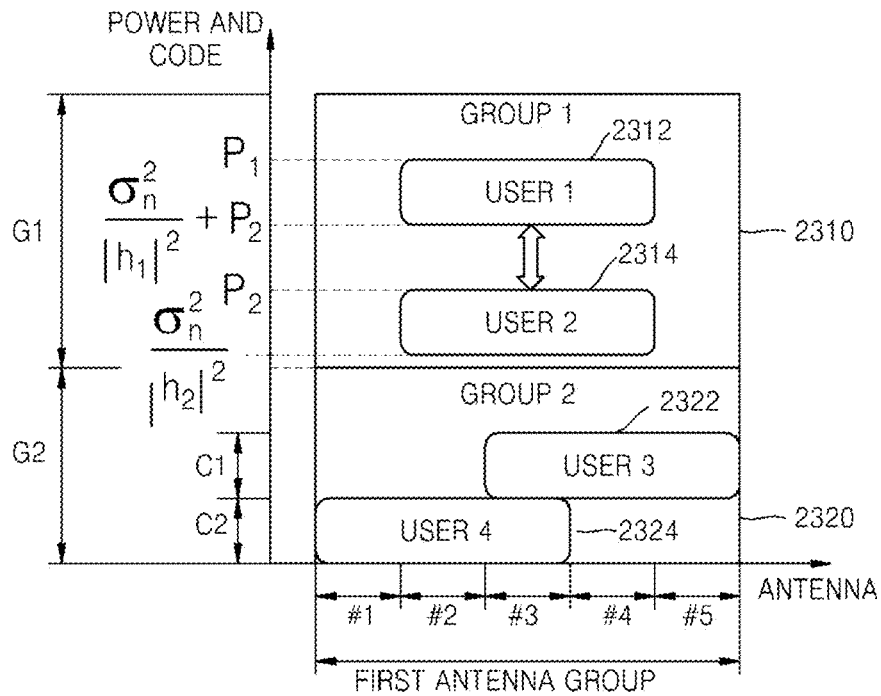 POWER AND
CODE
GROUP 1
2312
P₁
USER 1
σₙ²/|h₁|² + P₂
G1
2310
2314
P₂
USER 2
σₙ²/|h₂|²
GROUP 2
2322
G2
C1
USER 3
C2
USER 4
2324
2320
ANTENNA
#1 #2 #3 #4 #5
FIRST ANTENNA GROUP